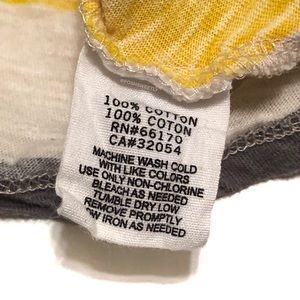 @POSHSWEETLY
100% COTTON
100% COTON
RN#66170
CA#32054
MACHINE WASH COLD
WITH LIKE COLORS
USE ONLY NON-CHLORINE
BLEACH AS NEEDED
TUMBLE DRY LOW
REMOVE PROMPTLY
IRON AS NEEDED